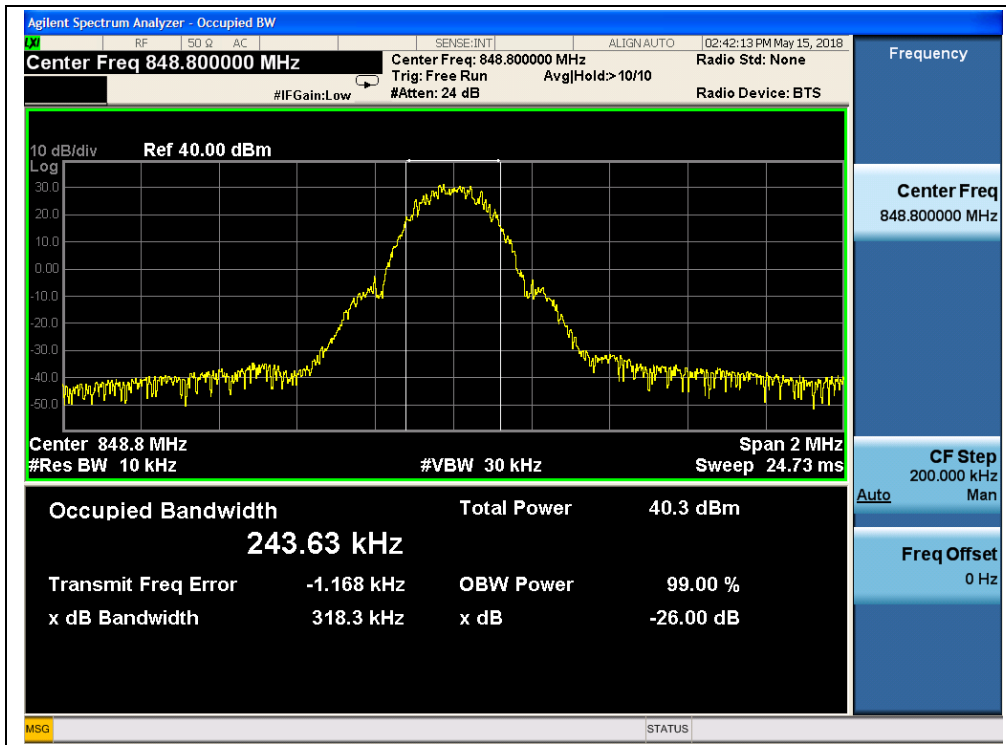 Agilent Spectrum Analyzer - Occupied BW
LXI RF 50 Ω AC SENSE:INT ALIGN AUTO 02:42:13 PM May 15, 2018
Center Freq 848.800000 MHz
Center Freq: 848.800000 MHz
Radio Std: None
Trig: Free Run Avg|Hold:>10/10
#IFGain:Low
#Atten: 24 dB
Radio Device: BTS
10 dB/div Ref 40.00 dBm
Log
30.0
20.0
10.0
0.00
-10.0
-20.0
-30.0
-40.0
-50.0
Center 848.8 MHz Span 2 MHz
#Res BW 10 kHz #VBW 30 kHz Sweep 24.73 ms
Occupied Bandwidth Total Power 40.3 dBm
243.63 kHz
Transmit Freq Error -1.168 kHz OBW Power 99.00 %
x dB Bandwidth 318.3 kHz x dB -26.00 dB
MSG STATUS
Frequency
Center Freq
848.800000 MHz
CF Step
200.000 kHz
Auto Man
Freq Offset
0 Hz